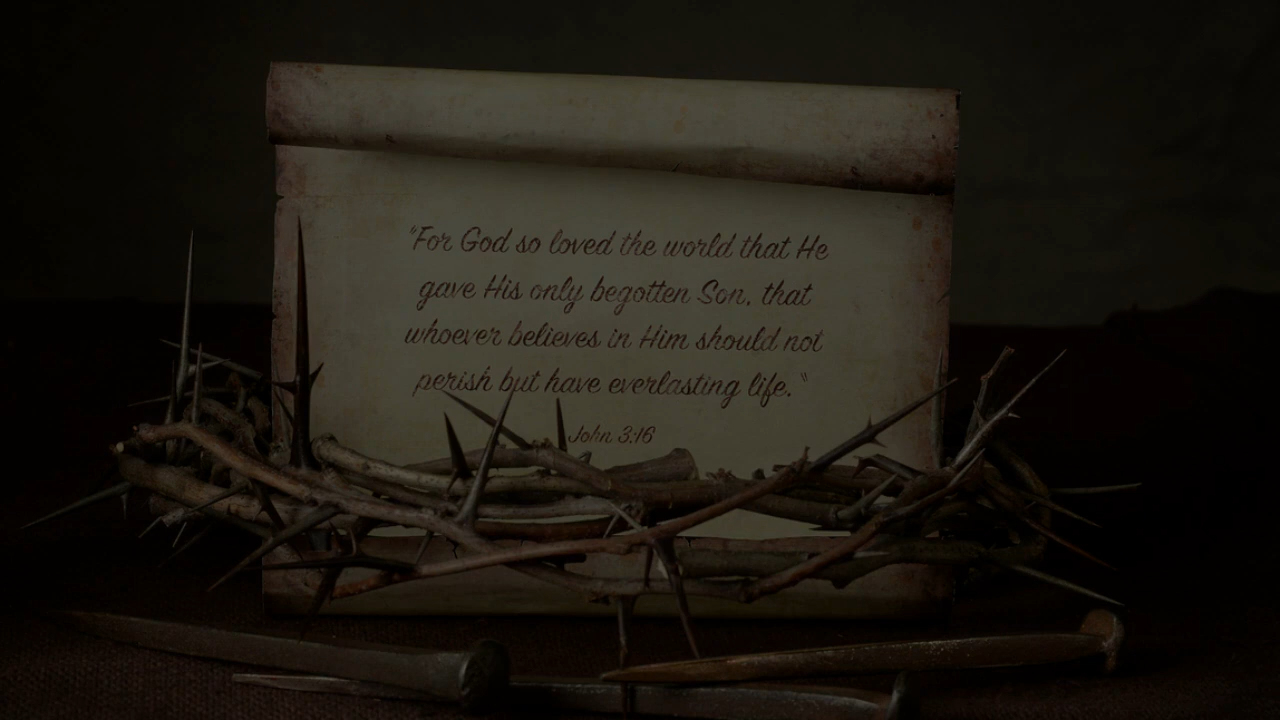 "For God so loved the world that He
gave His only begotten Son, that
whoever believes in Him should not
perish but have everlasting life."
John 3:16